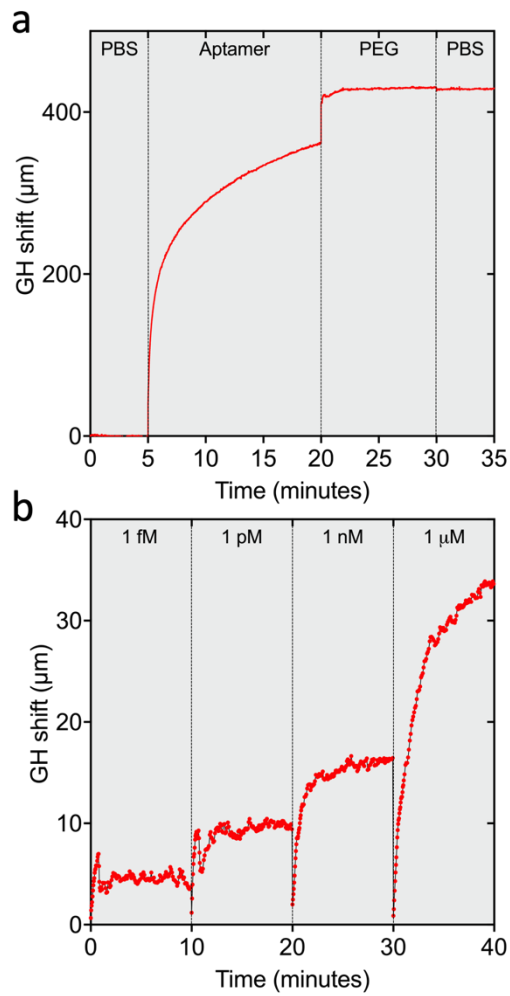 a
PBS Aptamer PEG PBS
400
200
0
GH shift (µm)
0 5 10 15 20 25 30 35
Time (minutes)
b
1 fM 1 pM 1 nM 1 µM
40
30
20
10
0
GH shift (µm)
0 10 20 30 40
Time (minutes)